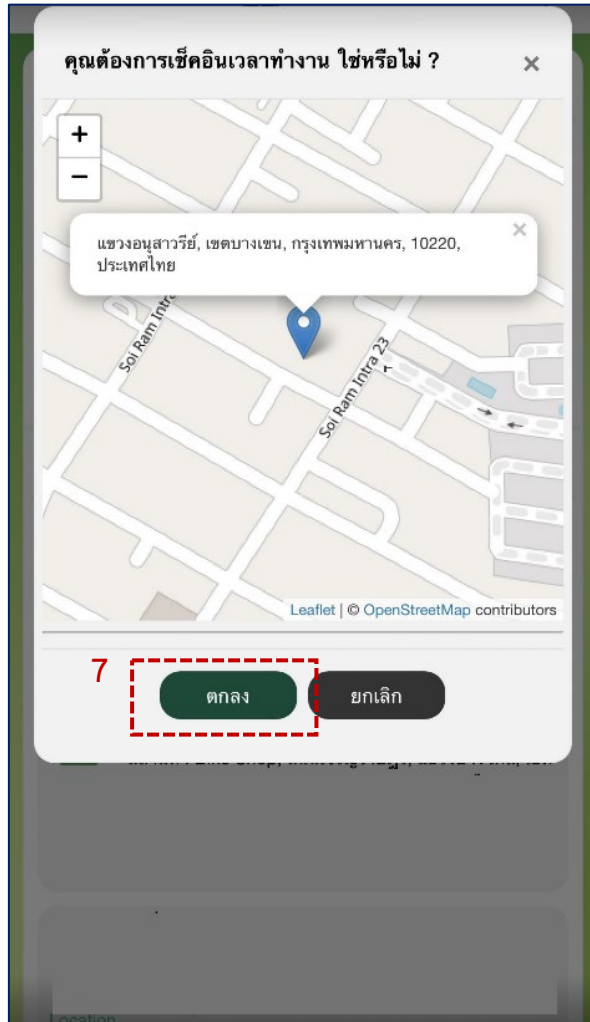 คุณต้องการเช็คอินเวลาทำงาน ใช่หรือไม่ ?
×
+
−
×
แขวงอนุสาวรีย์, เขตบางเขน, กรุงเทพมหานคร, 10220,
ประเทศไทย
Soi Ram Intra
Soi Ram Intra 23
Leaflet | © OpenStreetMap contributors
7
ตกลง
ยกเลิก
Location